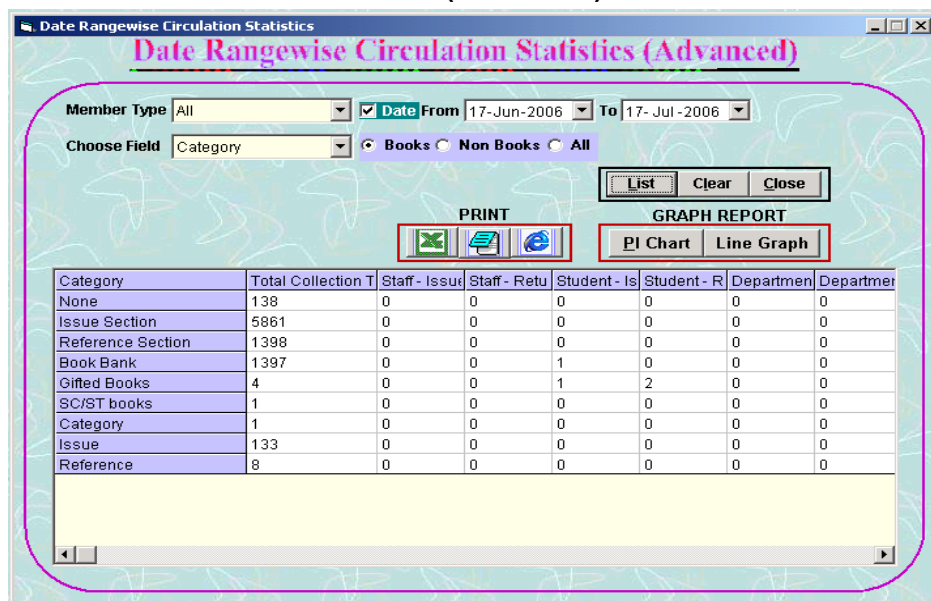 Date Rangewise Circulation Statistics
Date Rangewise Circulation Statistics (Advanced)
Member Type All Date From 17-Jun-2006 To 17- Jul -2006
Choose Field Category Books Non Books All
List Clear Close
PRINT GRAPH REPORT
PI Chart Line Graph
Category Total Collection T Staff - Issue Staff - Retu Student - Is Student - R Departmen Departmen
None 138 0 0 0 0 0 0
Issue Section 5861 0 0 0 0 0 0
Reference Section 1398 0 0 0 0 0 0
Book Bank 1397 0 0 1 0 0 0
Gifted Books 4 0 0 1 2 0 0
SC/ST books 1 0 0 0 0 0 0
Category 1 0 0 0 0 0 0
Issue 133 0 0 0 0 0 0
Reference 8 0 0 0 0 0 0